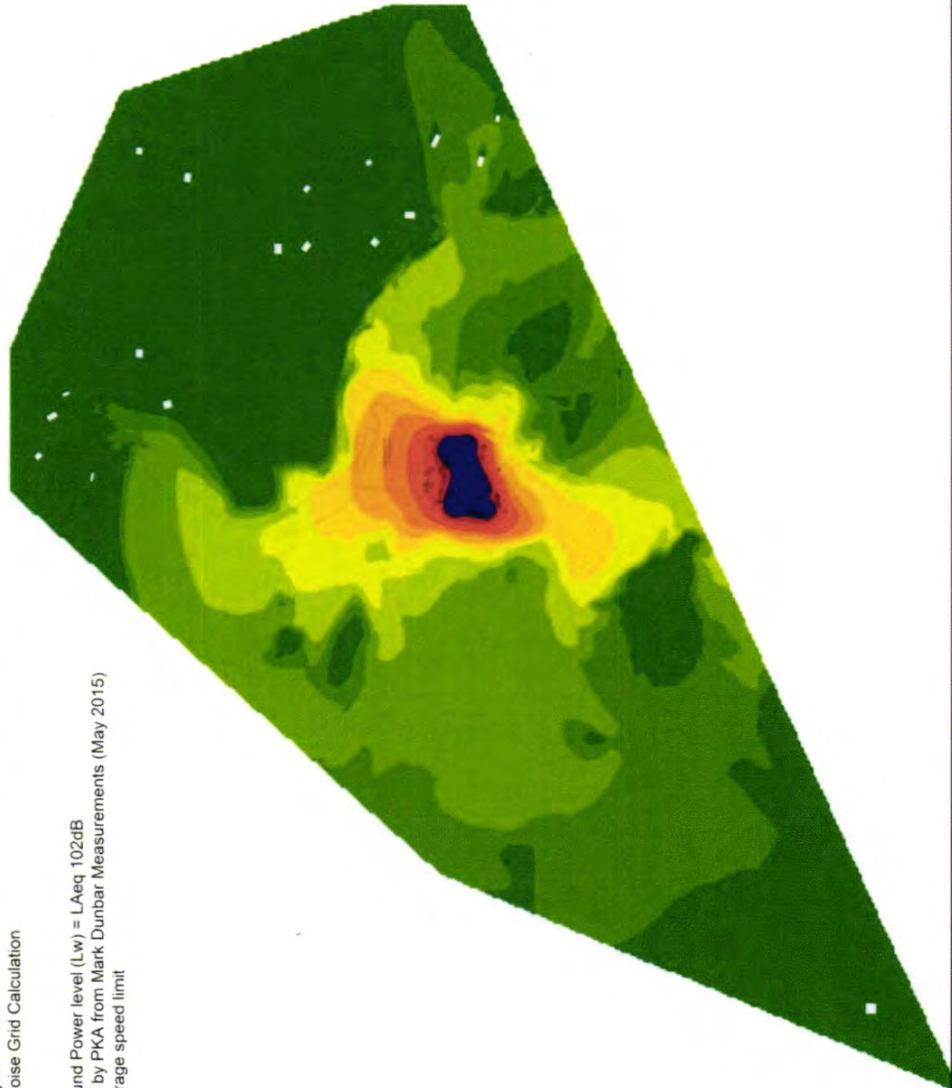 oise Grid Calculation
und Power level (Lw) = LAeq 102dB
by PKA from Mark Dunbar Measurements (May 2015)
rage speed limit